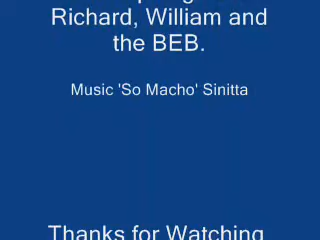 Richard, William and
the BEB.
Music 'So Macho' Sinitta
Thanks for Watching